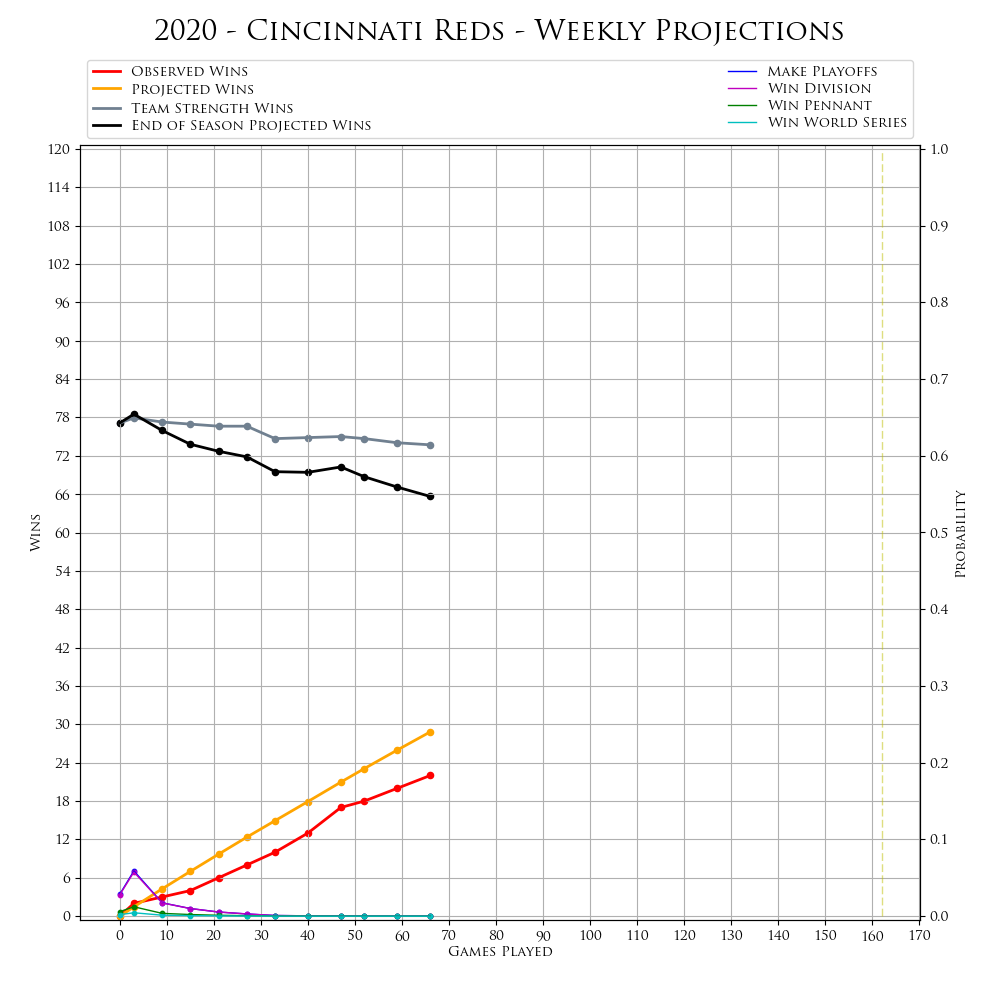 2020 - Cincinnati Reds - Weekly Projections
Observed Wins
Projected Wins
Team Strength Wins
End of Season Projected Wins
Make Playoffs
Win Division
Win Pennant
Win World Series
120
114
108
102
96
90
84
78
72
66
60
54
48
42
36
30
24
18
12
6
0
Wins
1.0
0.9
0.8
0.7
0.6
0.5
0.4
0.3
0.2
0.1
0.0
Probability
0 10 20 30 40 50 60 70 80 90 100 110 120 130 140 150 160 170
Games Played